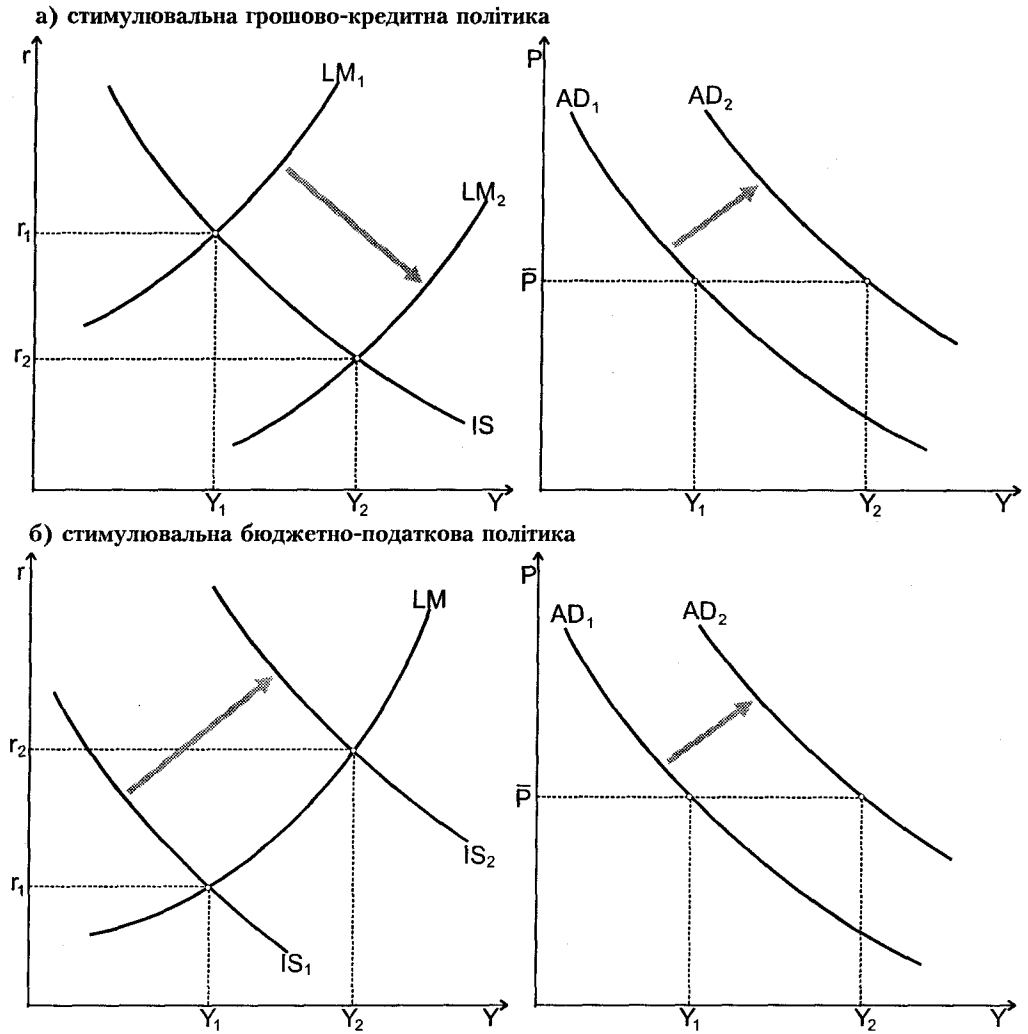 а) стимулювальна грошово-кредитна політика
r
LM₁
LM₂
r₁
r₂
IS
Y₁
Y₂
Y
P
AD₁
AD₂
P̅
Y₁
Y₂
Y
б) стимулювальна бюджетно-податкова політика
r
LM
r₂
r₁
IS₂
IS₁
Y₁
Y₂
Y
P
AD₁
AD₂
P̅
Y₁
Y₂
Y